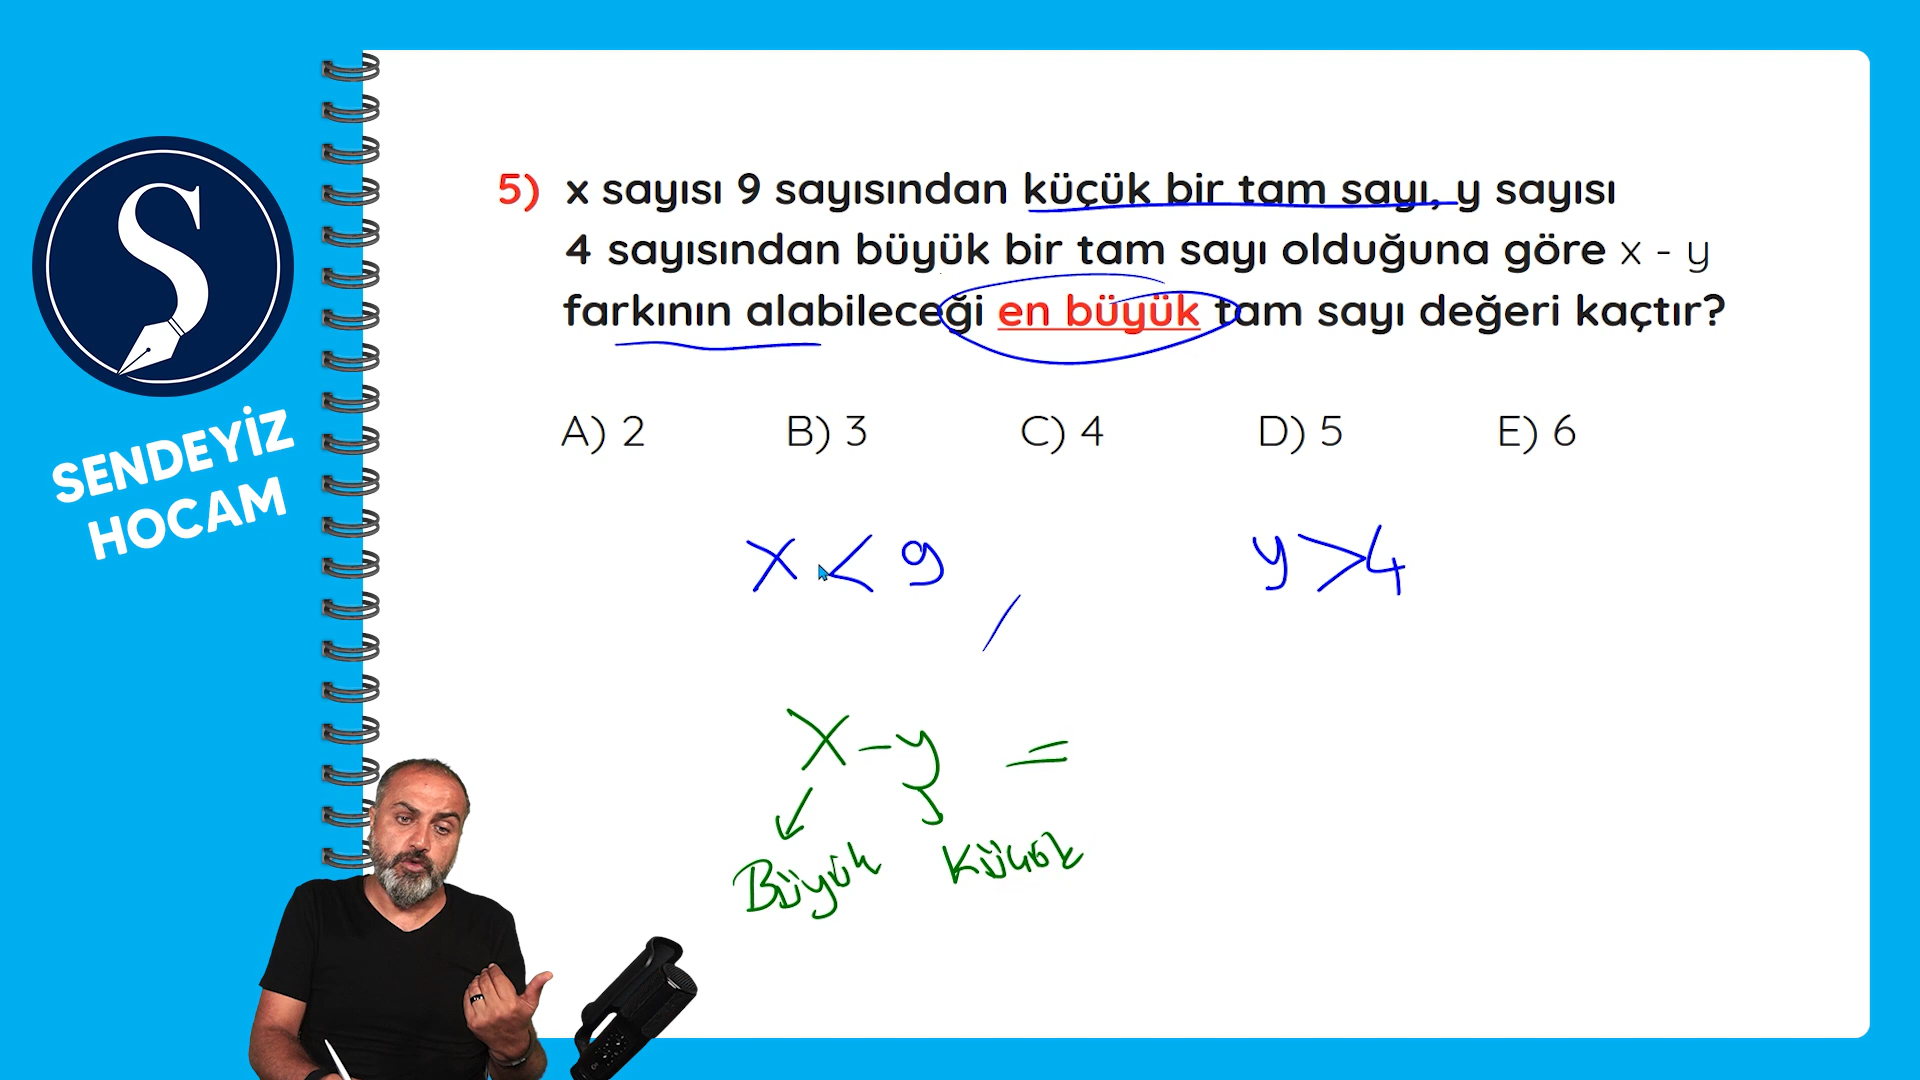 SENDEYİZ
HOCAM
5) x sayısı 9 sayısından küçük bir tam sayı, y sayısı
4 sayısından büyük bir tam sayı olduğuna göre x - y
farkının alabileceği en büyük tam sayı değeri kaçtır?
A) 2 B) 3 C) 4 D) 5 E) 6
x < 9 , y > 4
x - y =
Büyük Küçük